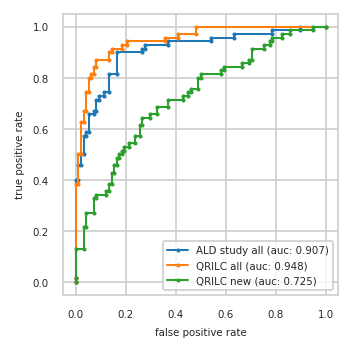 true positive rate
1.0
0.8
0.6
0.4
0.2
0.0
ALD study all (auc: 0.907)
QRILC all (auc: 0.948)
QRILC new (auc: 0.725)
0.0 0.2 0.4 0.6 0.8 1.0
false positive rate